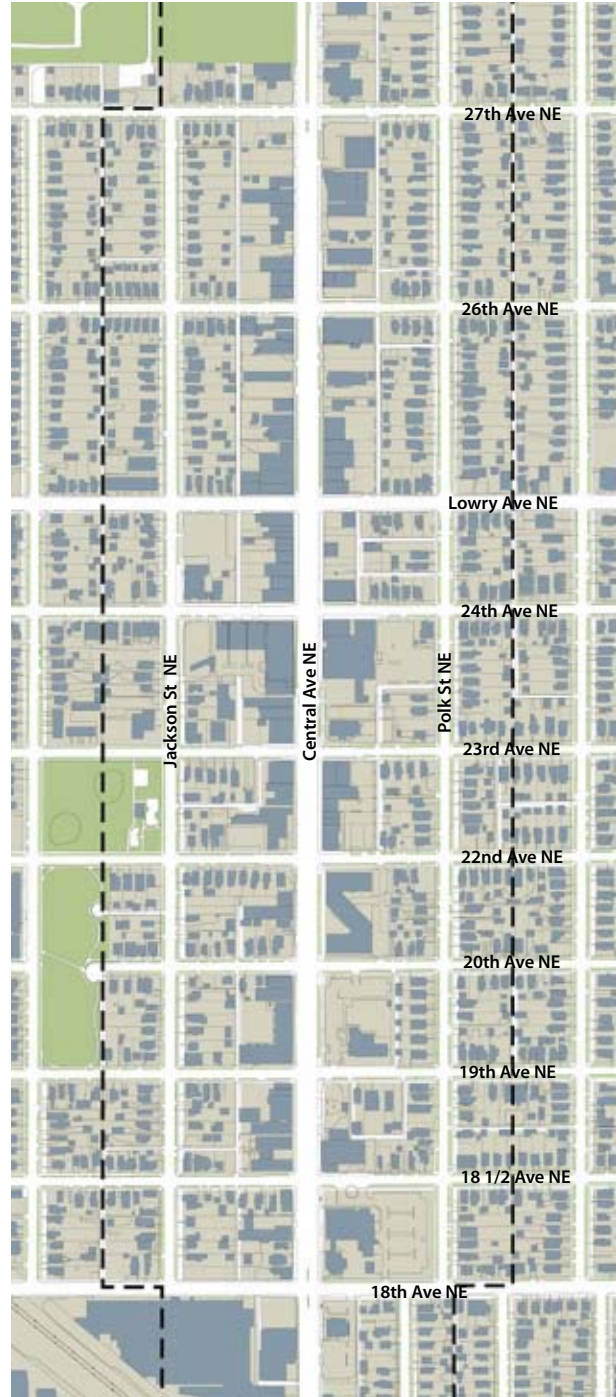 27th Ave NE
26th Ave NE
Lowry Ave NE
24th Ave NE
Jackson St NE
Central Ave NE
Polk St NE
23rd Ave NE
22nd Ave NE
20th Ave NE
19th Ave NE
18 1/2 Ave NE
18th Ave NE